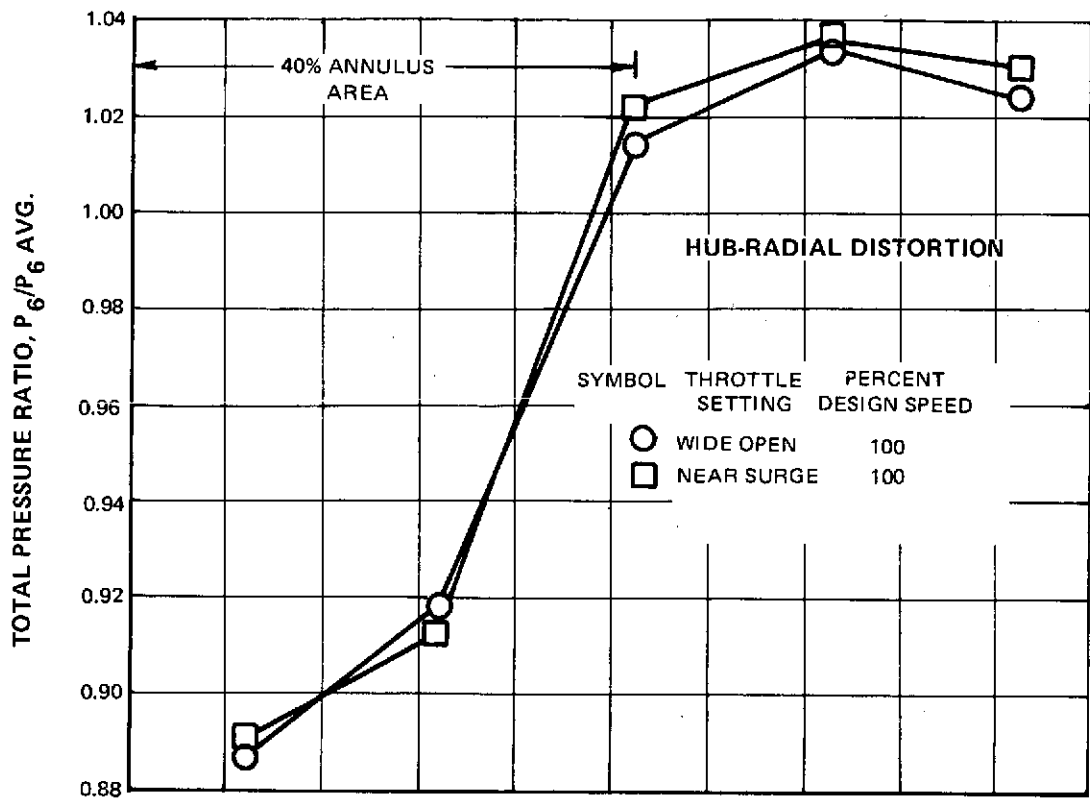 1.04
1.02
1.00
0.98
0.96
0.94
0.92
0.90
0.88
TOTAL PRESSURE RATIO, P6/P6 AVG.
40% ANNULUS
AREA
HUB-RADIAL DISTORTION
SYMBOL THROTTLE PERCENT
SETTING DESIGN SPEED
WIDE OPEN 100
NEAR SURGE 100